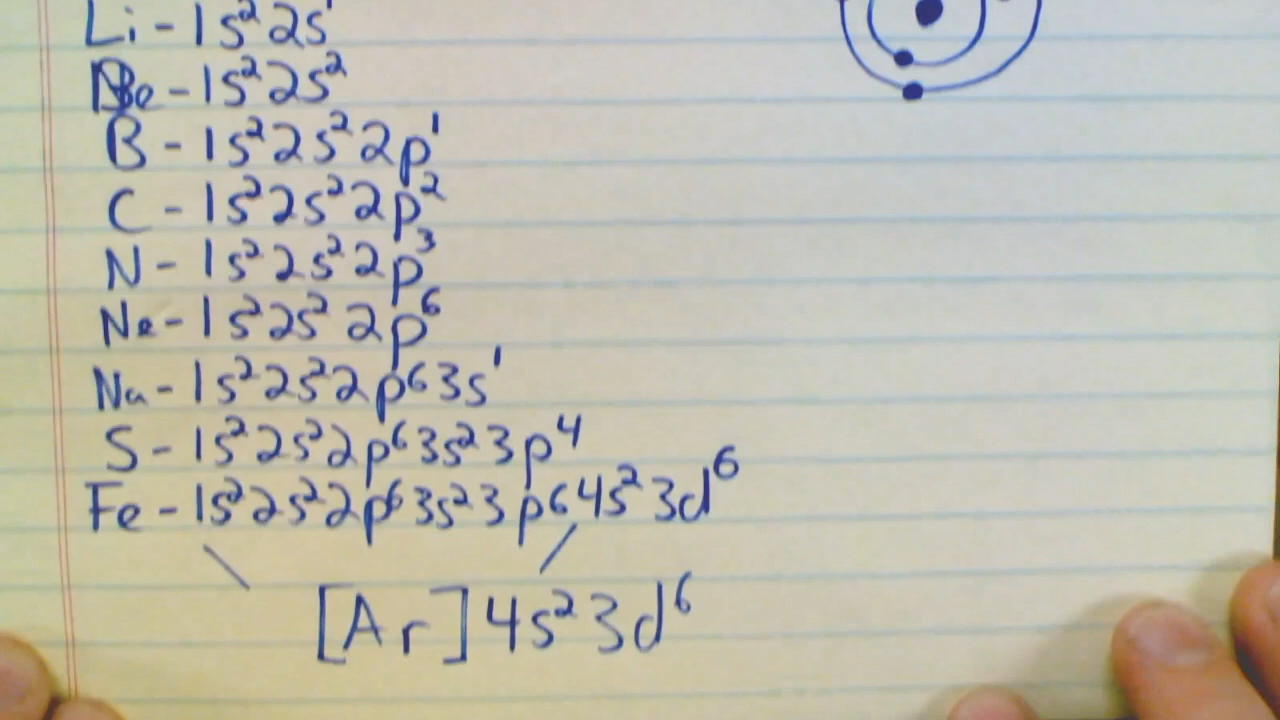 Li - 1s²2s¹
Be - 1s²2s²
B - 1s²2s²2p¹
C - 1s²2s²2p²
N - 1s²2s²2p³
Ne - 1s²2s²2p⁶
Na - 1s²2s²2p⁶3s¹
S - 1s²2s²2p⁶3s²3p⁴
Fe - 1s²2s²2p⁶3s²3p⁶4s²3d⁶
[Ar]4s²3d⁶